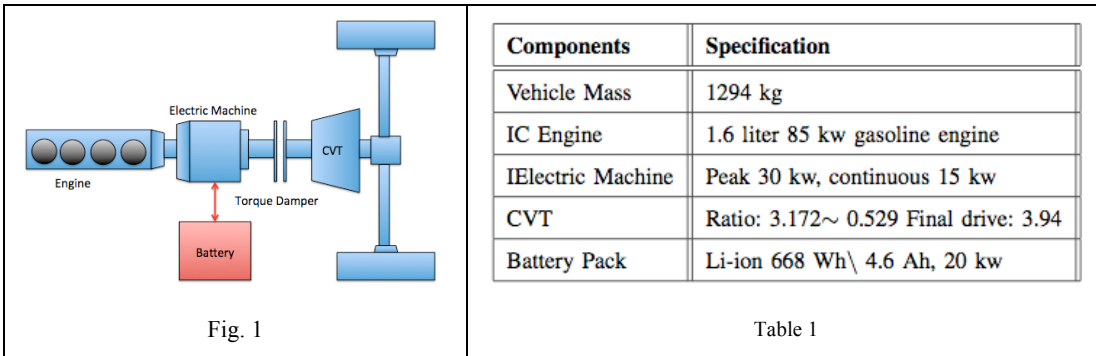 Electric Machine
CVT
Engine
Torque Damper
Battery
Fig. 1
Components Specification
Vehicle Mass 1294 kg
IC Engine 1.6 liter 85 kw gasoline engine
IElectric Machine Peak 30 kw, continuous 15 kw
CVT Ratio: 3.172~ 0.529 Final drive: 3.94
Battery Pack Li-ion 668 Wh\ 4.6 Ah, 20 kw
Table 1